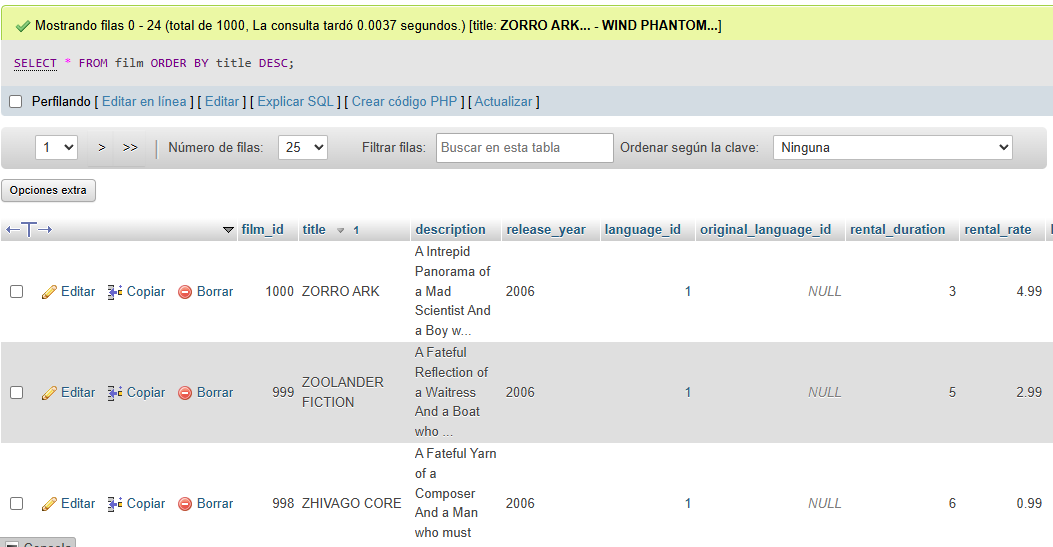 Mostrando filas 0 - 24 (total de 1000, La consulta tardó 0.0037 segundos.) [title: ZORRO ARK... - WIND PHANTOM...]
SELECT * FROM film ORDER BY title DESC;
Perfilando [ Editar en línea ] [ Editar ] [ Explicar SQL ] [ Crear código PHP ] [ Actualizar ]
1 > >> | Número de filas: 25 Filtrar filas: Buscar en esta tabla Ordenar según la clave: Ninguna
Opciones extra
←T→ film_id title 1 description release_year language_id original_language_id rental_duration rental_rate
A Intrepid
Panorama of
Editar Copiar Borrar 1000 ZORRO ARK a Mad 2006 1 NULL 3 4.99
Scientist And
a Boy w...
A Fateful
Reflection of
Editar Copiar Borrar 999 ZOOLANDER FICTION a Waitress 2006 1 NULL 5 2.99
And a Boat
who ...
A Fateful Yarn
of a
Composer
Editar Copiar Borrar 998 ZHIVAGO CORE And a Man 2006 1 NULL 6 0.99
who must